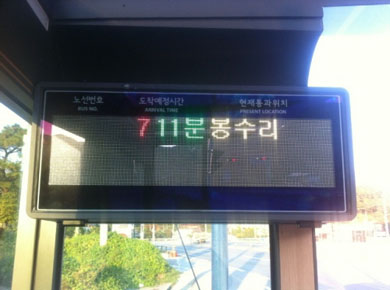 노선번호 도착예정시간 현재통과위치
BUS NO. ARRIVAL TIME PRESENT LOCATION
7 11분 봉수리